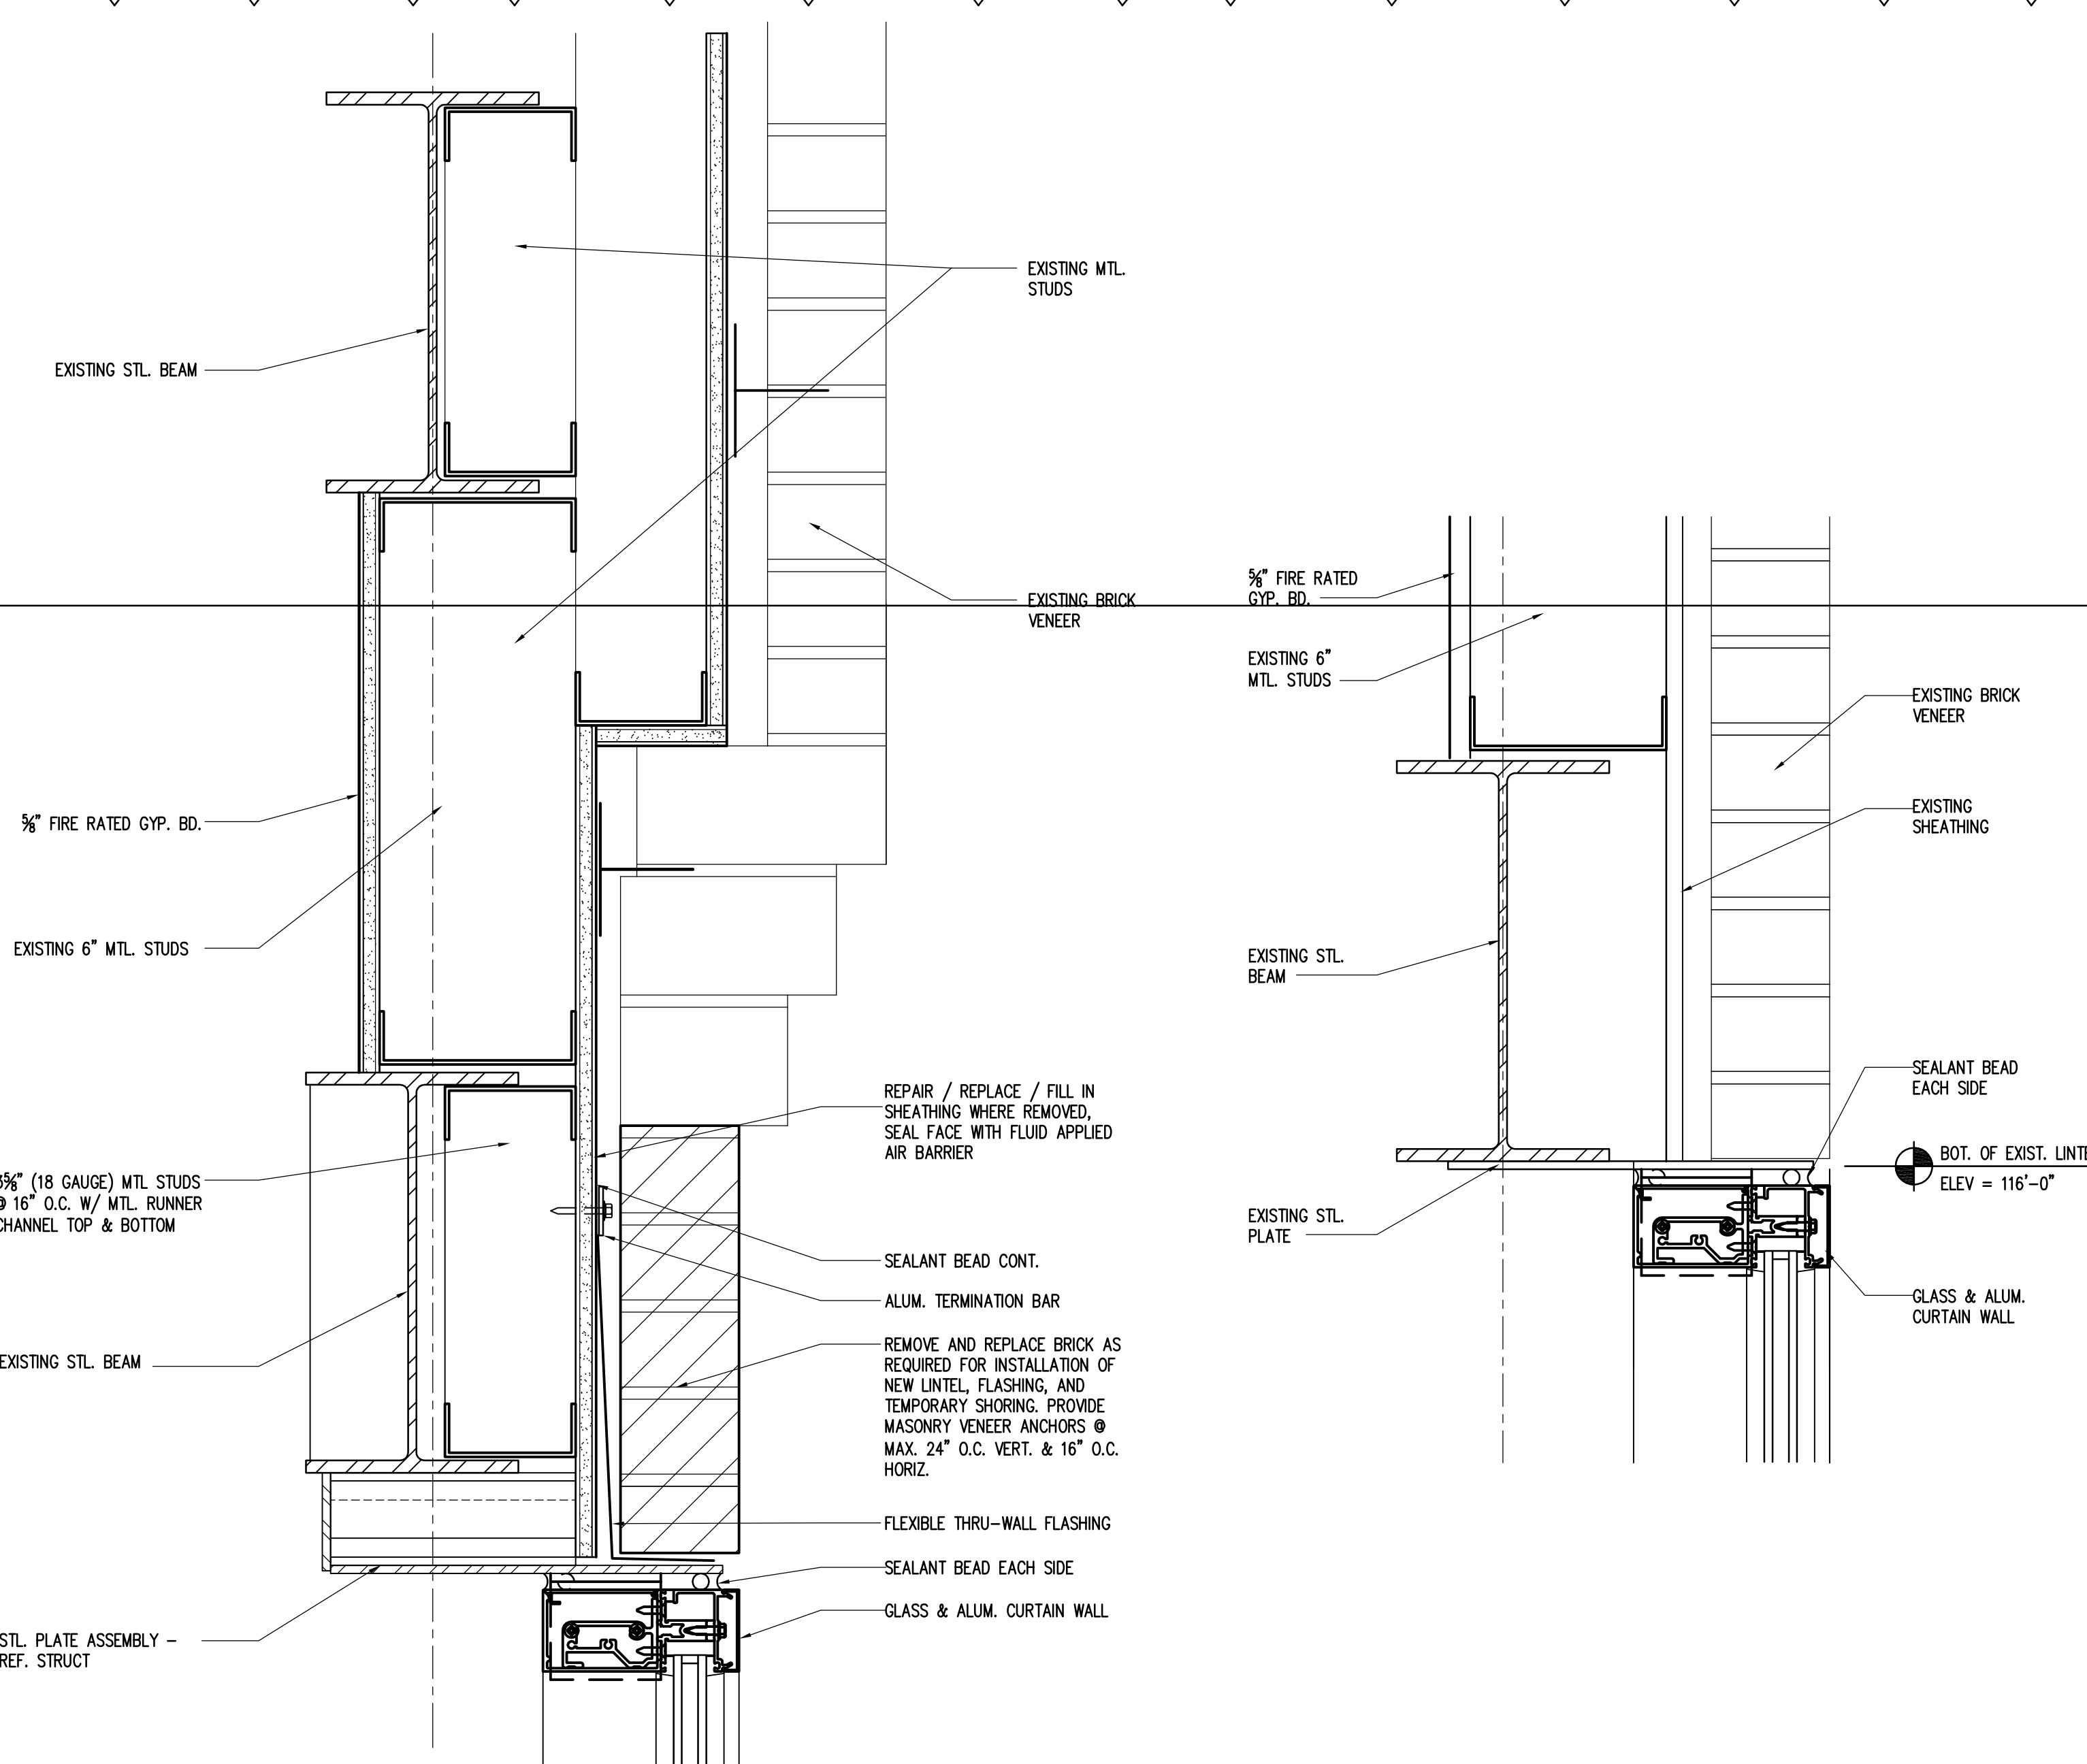 EXISTING MTL.
STUDS
EXISTING STL. BEAM
EXISTING BRICK
VENEER
⅝" FIRE RATED GYP. BD.
EXISTING 6" MTL. STUDS
REPAIR / REPLACE / FILL IN
SHEATHING WHERE REMOVED,
SEAL FACE WITH FLUID APPLIED
AIR BARRIER
(18 GAUGE) MTL STUDS
@ 16" O.C. W/ MTL. RUNNER
CHANNEL TOP & BOTTOM
SEALANT BEAD CONT.
ALUM. TERMINATION BAR
EXISTING STL. BEAM
REMOVE AND REPLACE BRICK AS
REQUIRED FOR INSTALLATION OF
NEW LINTEL, FLASHING, AND
TEMPORARY SHORING. PROVIDE
MASONRY VENEER ANCHORS @
MAX. 24" O.C. VERT. & 16" O.C.
HORIZ.
FLEXIBLE THRU-WALL FLASHING
SEALANT BEAD EACH SIDE
GLASS & ALUM. CURTAIN WALL
STL. PLATE ASSEMBLY -
REF. STRUCT
⅝" FIRE RATED
GYP. BD.
EXISTING 6"
MTL. STUDS
EXISTING BRICK
VENEER
EXISTING
SHEATHING
EXISTING STL.
BEAM
SEALANT BEAD
EACH SIDE
BOT. OF EXIST.
ELEV = 116'-0"
EXISTING STL.
PLATE
GLASS & ALUM.
CURTAIN WALL